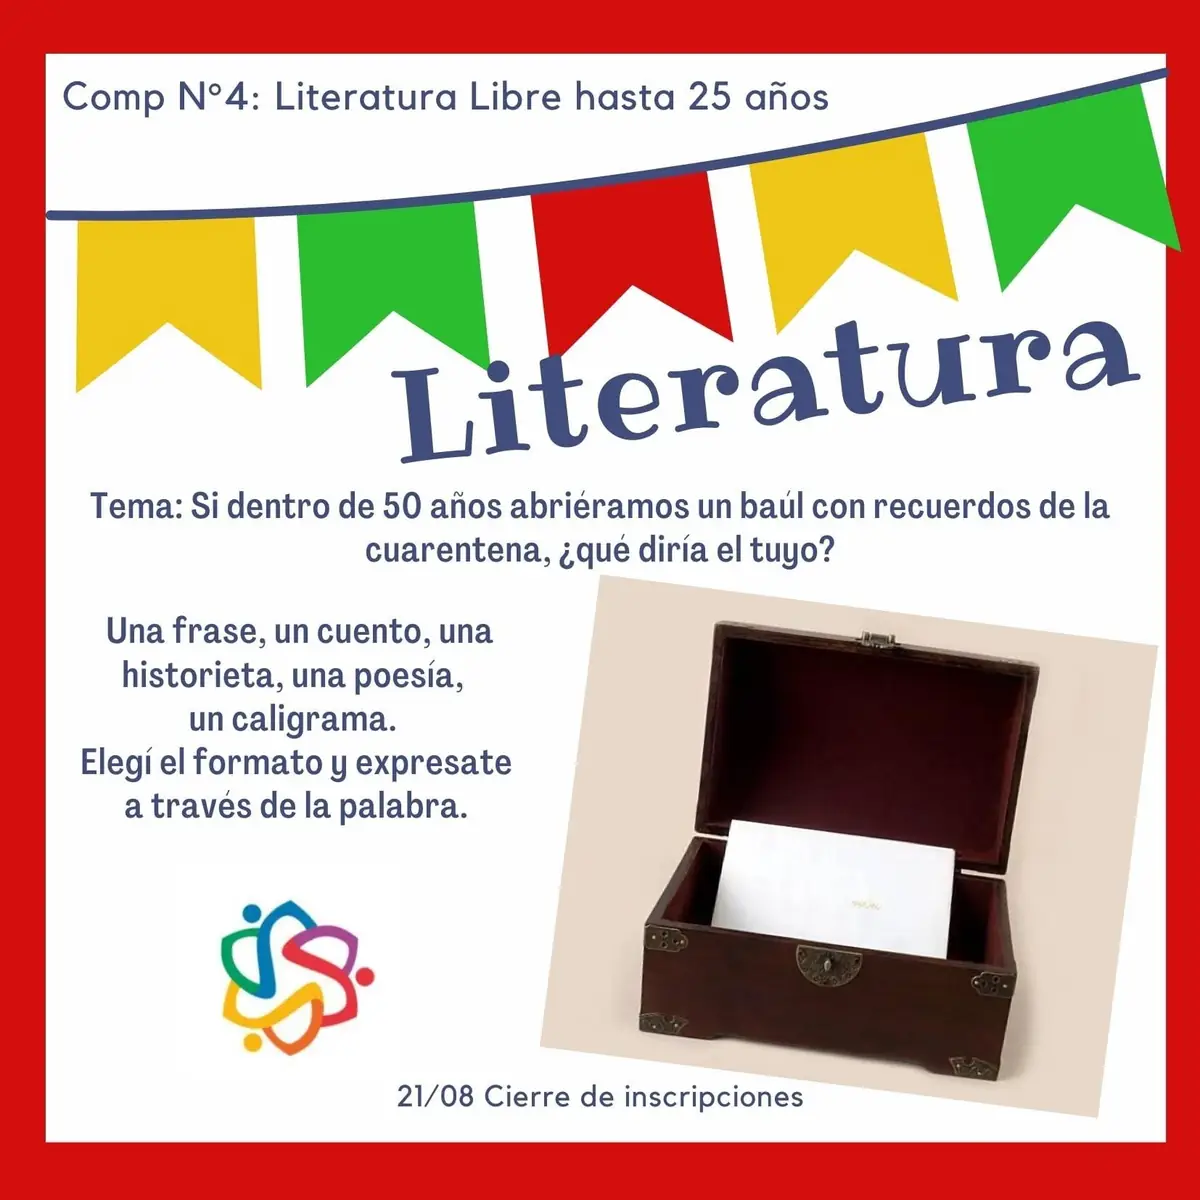 Comp N°4: Literatura Libre hasta 25 años
Literatura
Tema: Si dentro de 50 años abriéramos un baúl con recuerdos de la
cuarentena, ¿qué diría el tuyo?
Una frase, un cuento, una
historieta, una poesía,
un caligrama.
Elegí el formato y expresate
a través de la palabra.
21/08 Cierre de inscripciones